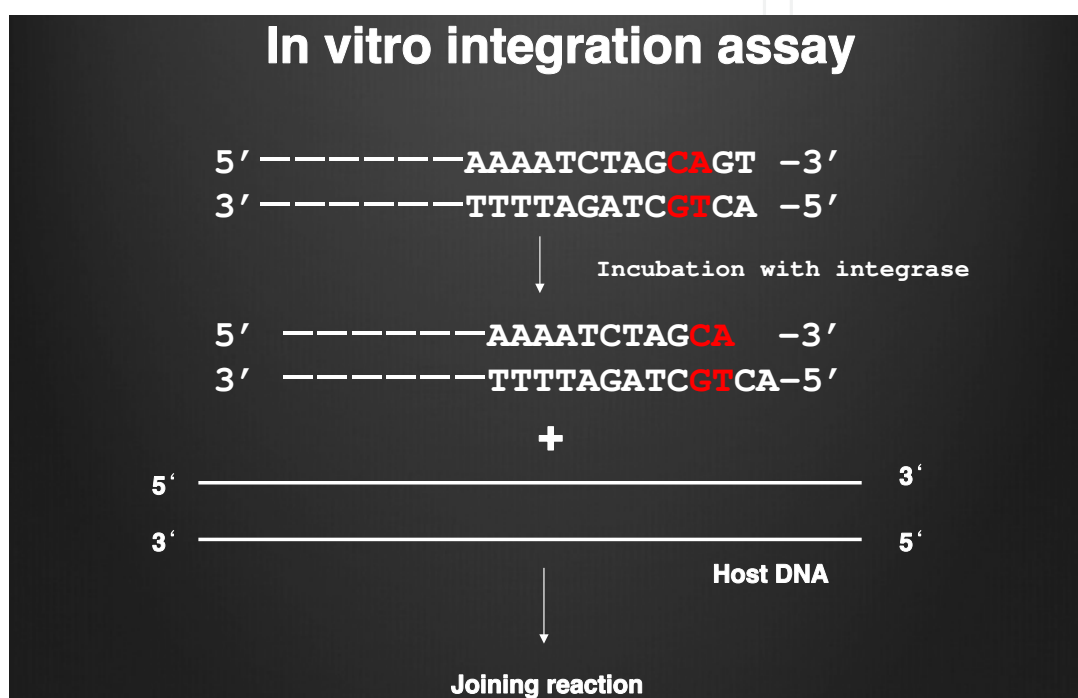 In vitro integration assay
5’ ––––––AAAATCTAGCAGT –3’
3’ ––––––TTTTAGATCGTCA –5’
Incubation with integrase
5’ ––––––AAAATCTAGCA –3’
3’ ––––––TTTTAGATCGTCA–5’
+
5‘ 3‘
3‘ 5‘
Host DNA
Joining reaction